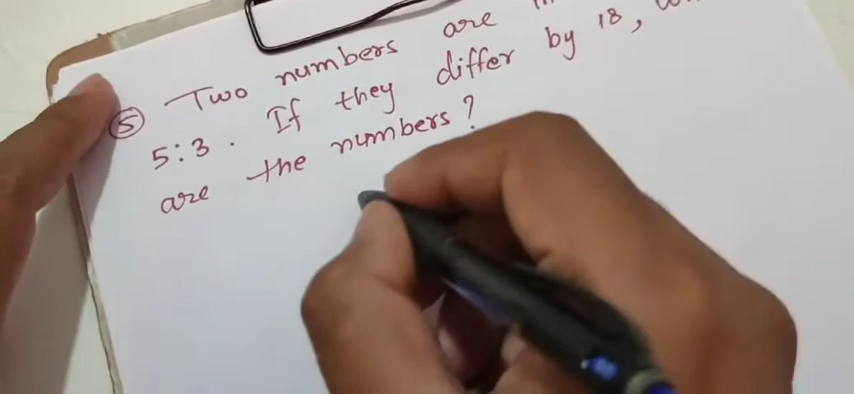 5 Two numbers are
5:3. If they differ by 18,
are the numbers?